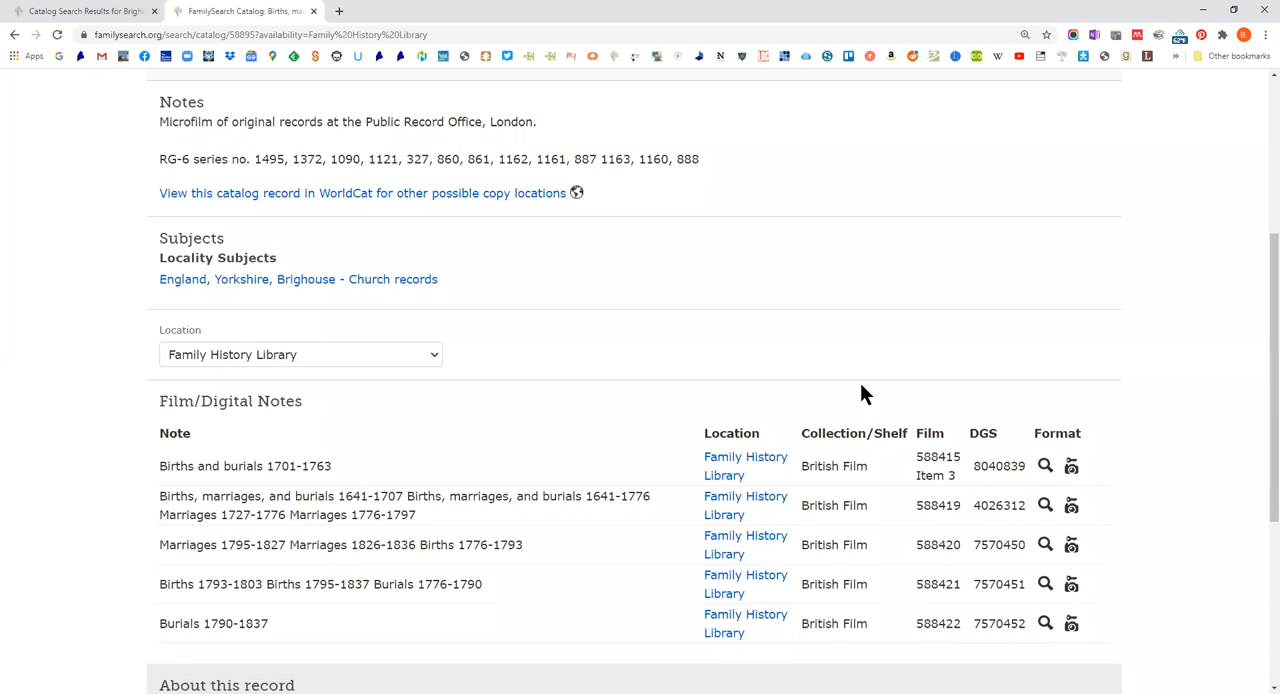 Catalog Search Results for Brigh
FamilySearch Catalog: Births, ma
familysearch.org/search/catalog/58895?availability=Family%20History%20Library
Apps
Other bookmarks
Notes
Microfilm of original records at the Public Record Office, London.
RG-6 series no. 1495, 1372, 1090, 1121, 327, 860, 861, 1162, 1161, 887 1163, 1160, 888
View this catalog record in WorldCat for other possible copy locations
Subjects
Locality Subjects
England, Yorkshire, Brighouse - Church records
Location
Family History Library
Film/Digital Notes
Note Location Collection/Shelf Film DGS Format
Births and burials 1701-1763 Family History Library British Film 588415 Item 3 8040839
Births, marriages, and burials 1641-1707 Births, marriages, and burials 1641-1776
Marriages 1727-1776 Marriages 1776-1797 Family History Library British Film 588419 4026312
Marriages 1795-1827 Marriages 1826-1836 Births 1776-1793 Family History Library British Film 588420 7570450
Births 1793-1803 Births 1795-1837 Burials 1776-1790 Family History Library British Film 588421 7570451
Burials 1790-1837 Family History Library British Film 588422 7570452
About this record